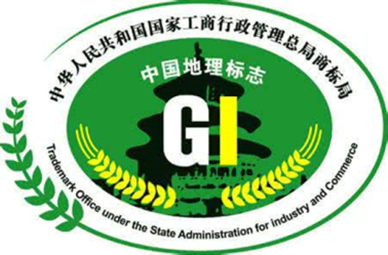 中华人民共和国国家工商行政管理总局商标局
中国地理标志
GI
Trademark Office under the State Administration for industry and Commerce